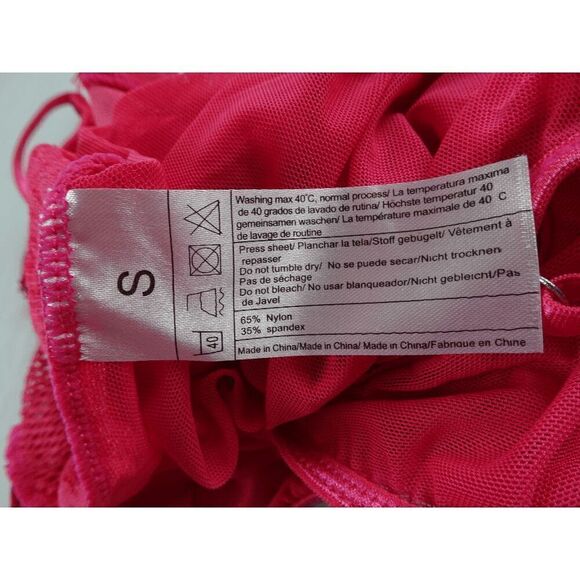 S
40
Washing max 40°C, normal process/ La temperatura maxima
de 40 grados de lavado de rutina/ Höchste temperatur 40
gemeinsamen waschen/ La température maximale de 40 C
de lavage de routine
Press sheet/ Planchar la tela/Stoff gebugelt/ Vêtement à
repasser
Do not tumble dry/ No se puede secar/Nicht trocknen
Pas de séchage
Do not bleach/ No usar blanqueador/Nicht gebleicht/Pas
de Javel
65% Nylon
35% spandex
Made in China/Made in China/ Made in China/Fabrique en Chine